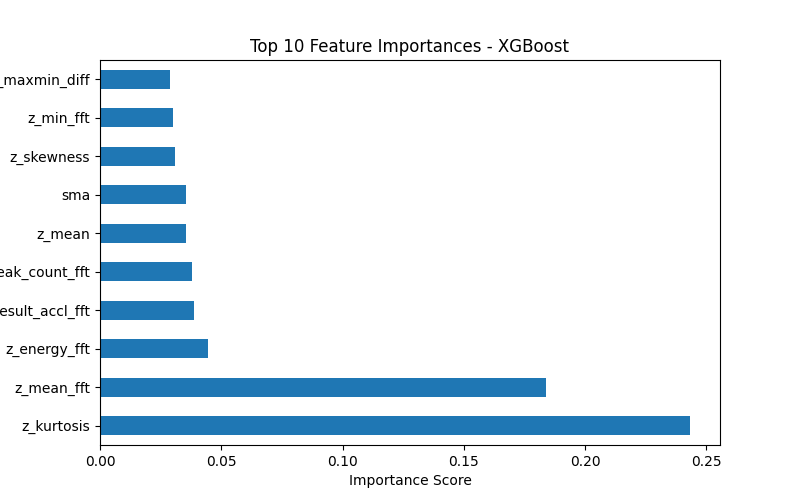 Top 10 Feature Importances - XGBoost
_maxmin_diff
z_min_fft
z_skewness
sma
z_mean
eak_count_fft
esult_accl_fft
z_energy_fft
z_mean_fft
z_kurtosis
0.00 0.05 0.10 0.15 0.20 0.25
Importance Score